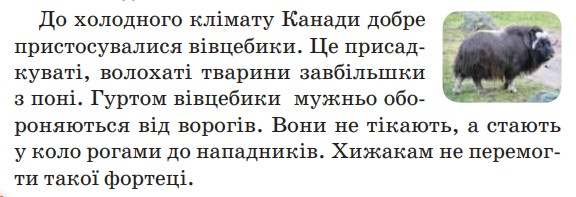 До холодного клімату Канади добре
пристосувалися вівцебики. Це присад-
куваті, волохаті тварини завбільшки
з поні. Гуртом вівцебики мужньо обо-
роняються від ворогів. Вони не тікають, а стають
у коло рогами до нападників. Хижакам не перемог-
ти такої фортеці.